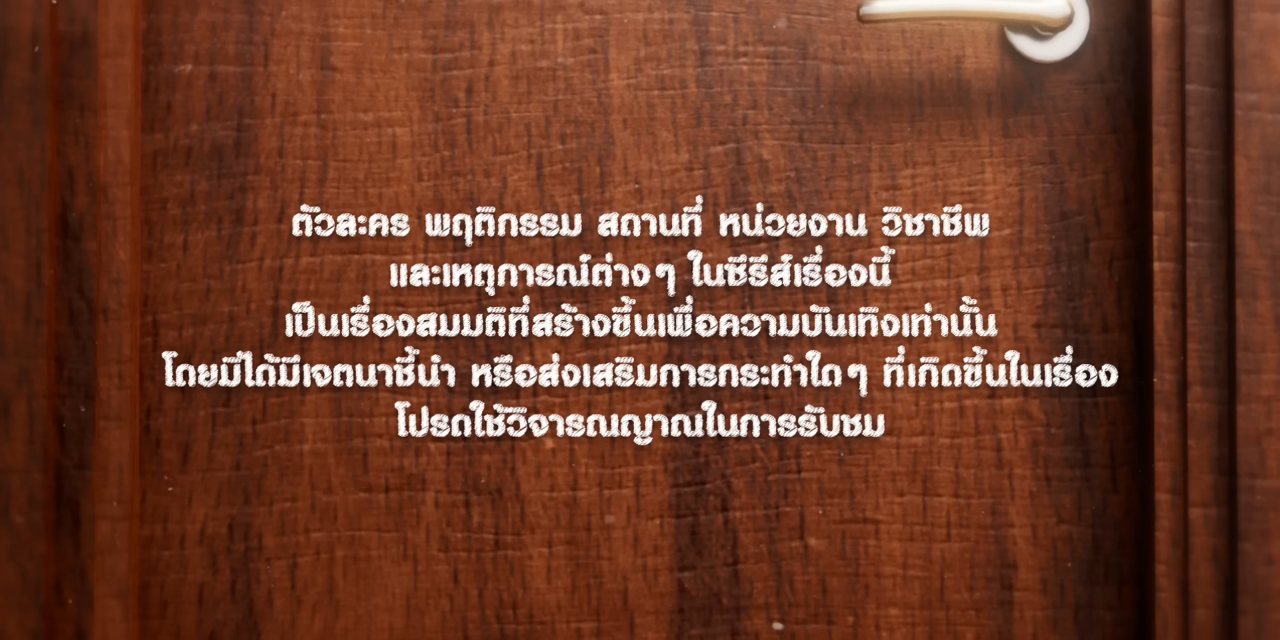 ตัวละคร พฤติกรรม สถานที่ หน่วยงาน วิชาชีพ
และเหตุการณ์ต่างๆ ในซีรีส์เรื่องนี้
เป็นเรื่องสมมติที่สร้างขึ้นเพื่อความบันเทิงเท่านั้น
โดยมิได้มีเจตนาชี้นำ หรือส่งเสริมการกระทำใดๆ ที่เกิดขึ้นในเรื่อง
โปรดใช้วิจารณญาณในการรับชม